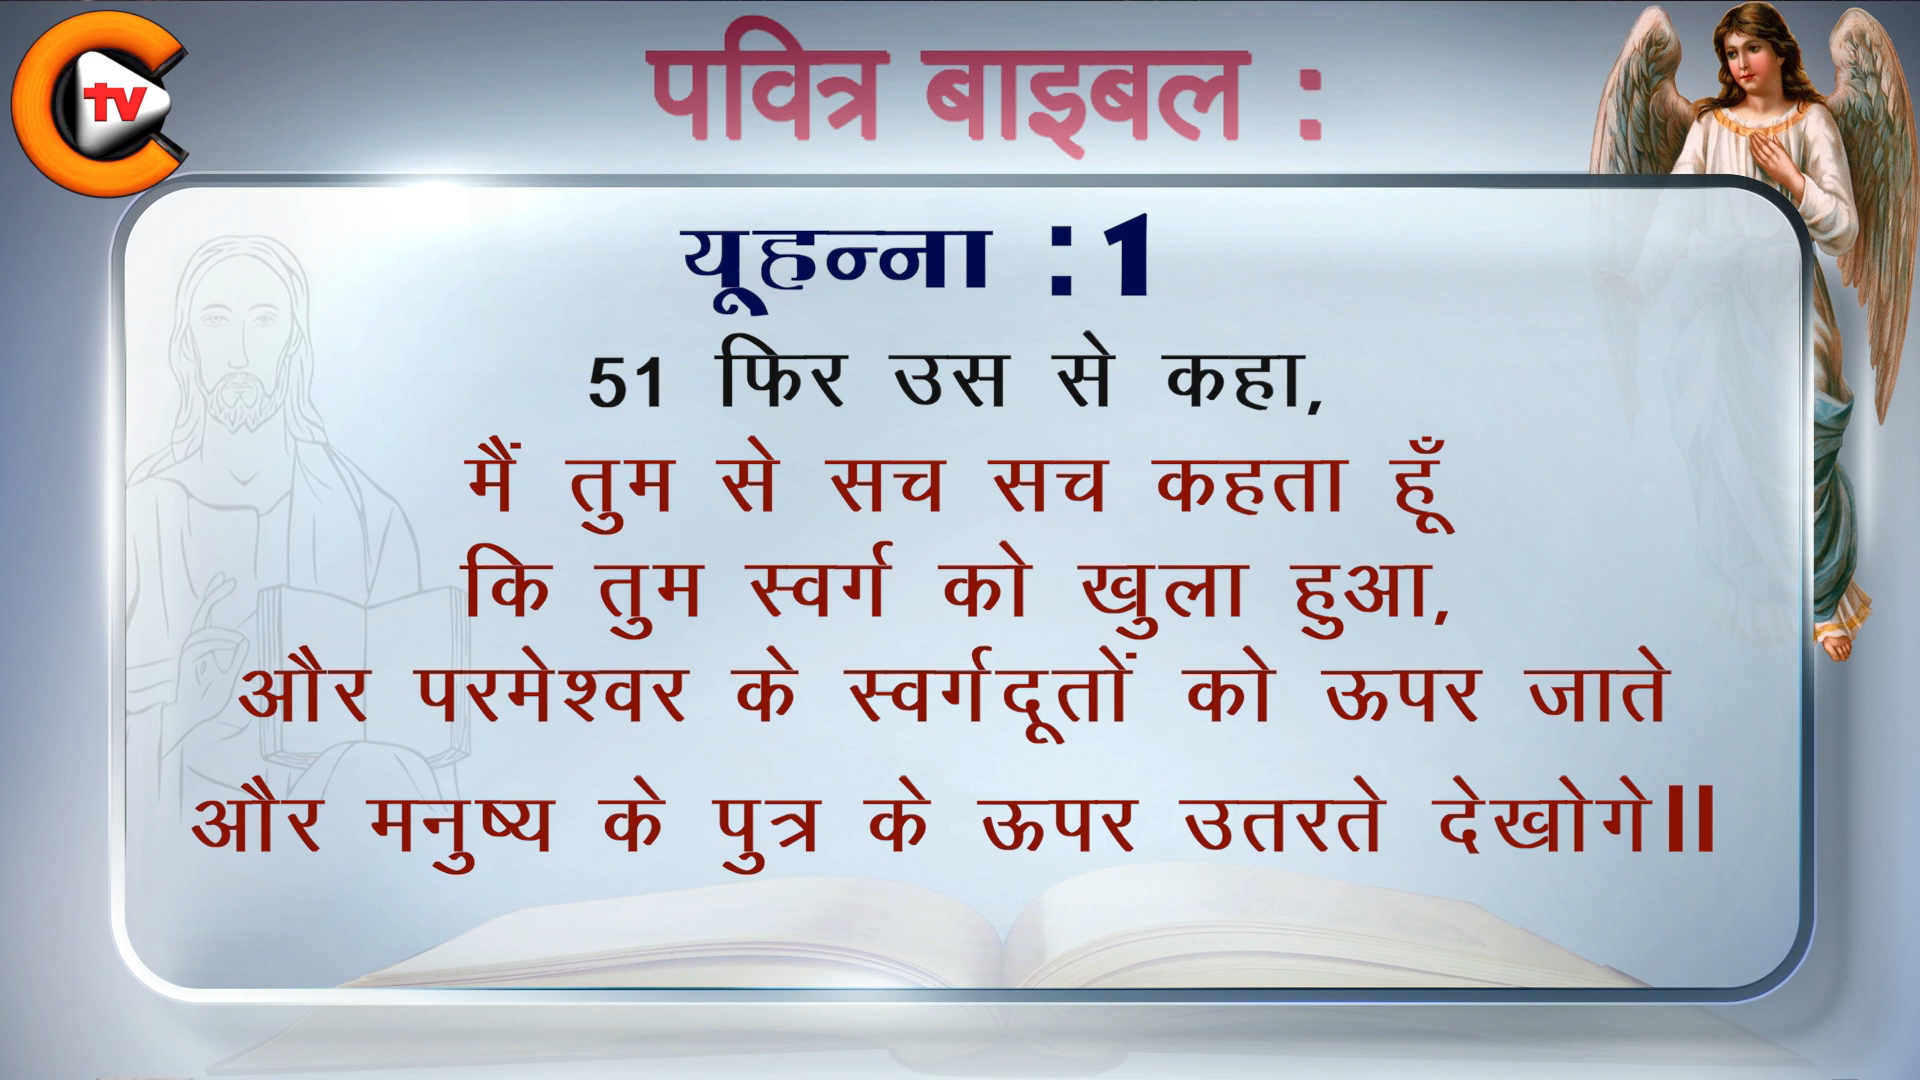 tv
पवित्र बाइबल :
यूहन्ना : 1
51 फिर उस से कहा,
मैं तुम से सच सच कहता हूँ
कि तुम स्वर्ग को खुला हुआ,
और परमेश्वर के स्वर्गदूतों को ऊपर जाते
और मनुष्य के पुत्र के ऊपर उतरते देखोगे॥